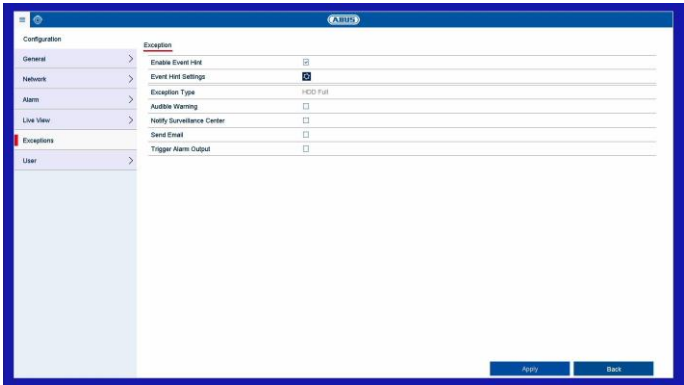 ABUS
Configuration
General
Network
Alarm
Live View
Exceptions
User
Exception
Enable Event Hint
Event Hint Settings
Exception Type HDD Full
Audible Warning
Notify Surveillance Center
Send Email
Trigger Alarm Output
Apply Back